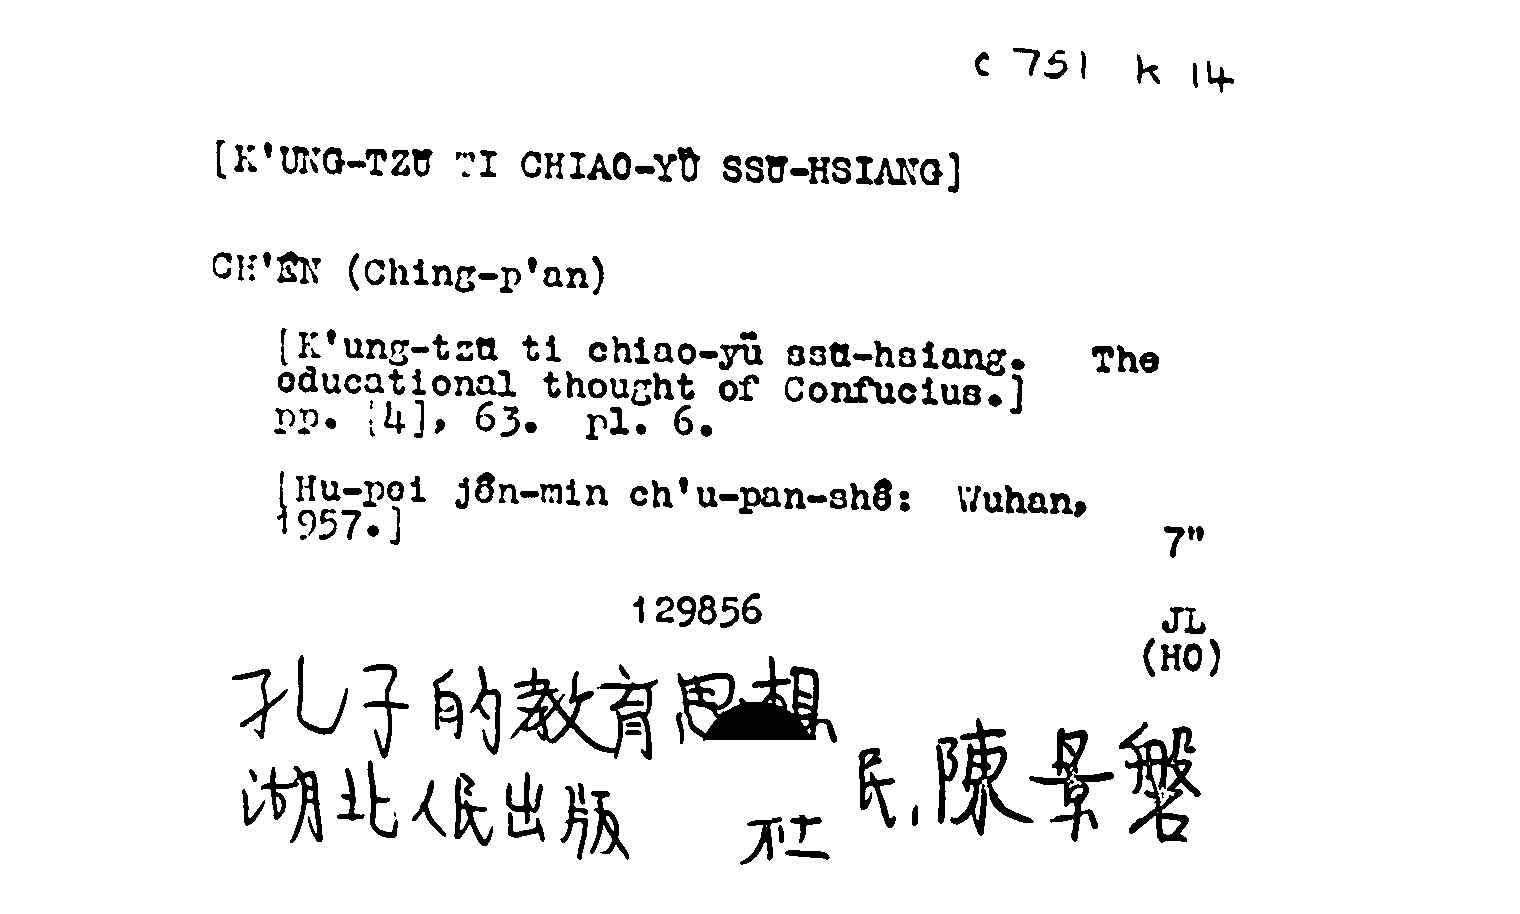 c 751 k 14
[K'UNG-TZŬ TI CHIAO-YÜ SSŬ-HSIANG]
CH'ÊN (Ching-p'an)
[K'ung-tzŭ ti chiao-yü ssŭ-hsiang. The
educational thought of Confucius.]
pp. [4], 63. pl. 6.
[Hu-pei jên-min ch'u-pan-shê: Wuhan,
1957.]
7"
129856
JL
(HO)
孔子的教育思想
民,陳景磐
湖北人民出版社